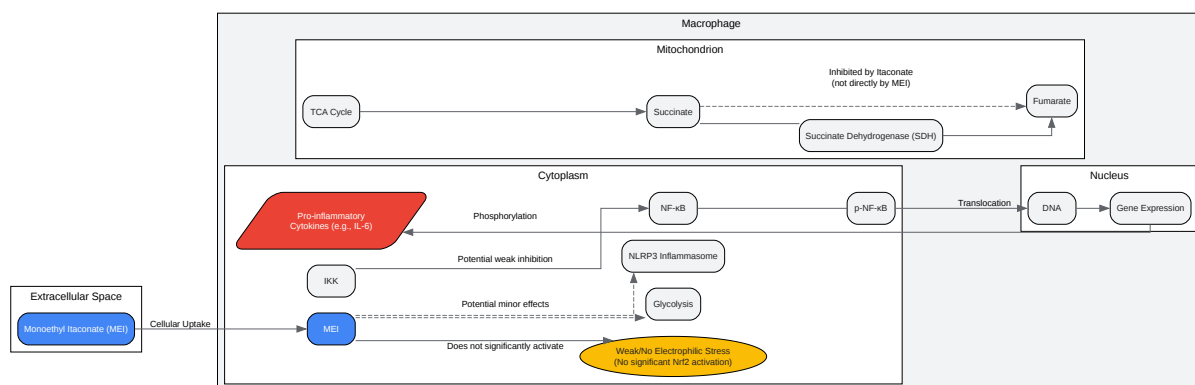 Macrophage
Mitochondrion
Inhibited by Itaconate
(not directly by MEI)
TCA Cycle
Succinate
Fumarate
Succinate Dehydrogenase (SDH)
Cytoplasm
Nucleus
Pro-inflammatory
Cytokines (e.g., IL-6)
Phosphorylation
NF-κB
p-NF-κB
Translocation
DNA
Gene Expression
IKK
Potential weak inhibition
NLRP3 Inflammasome
Extracellular Space
Monoethyl Itaconate (MEI)
Cellular Uptake
MEI
Potential minor effects
Glycolysis
Does not significantly activate
Weak/No Electrophilic Stress
(No significant Nrf2 activation)